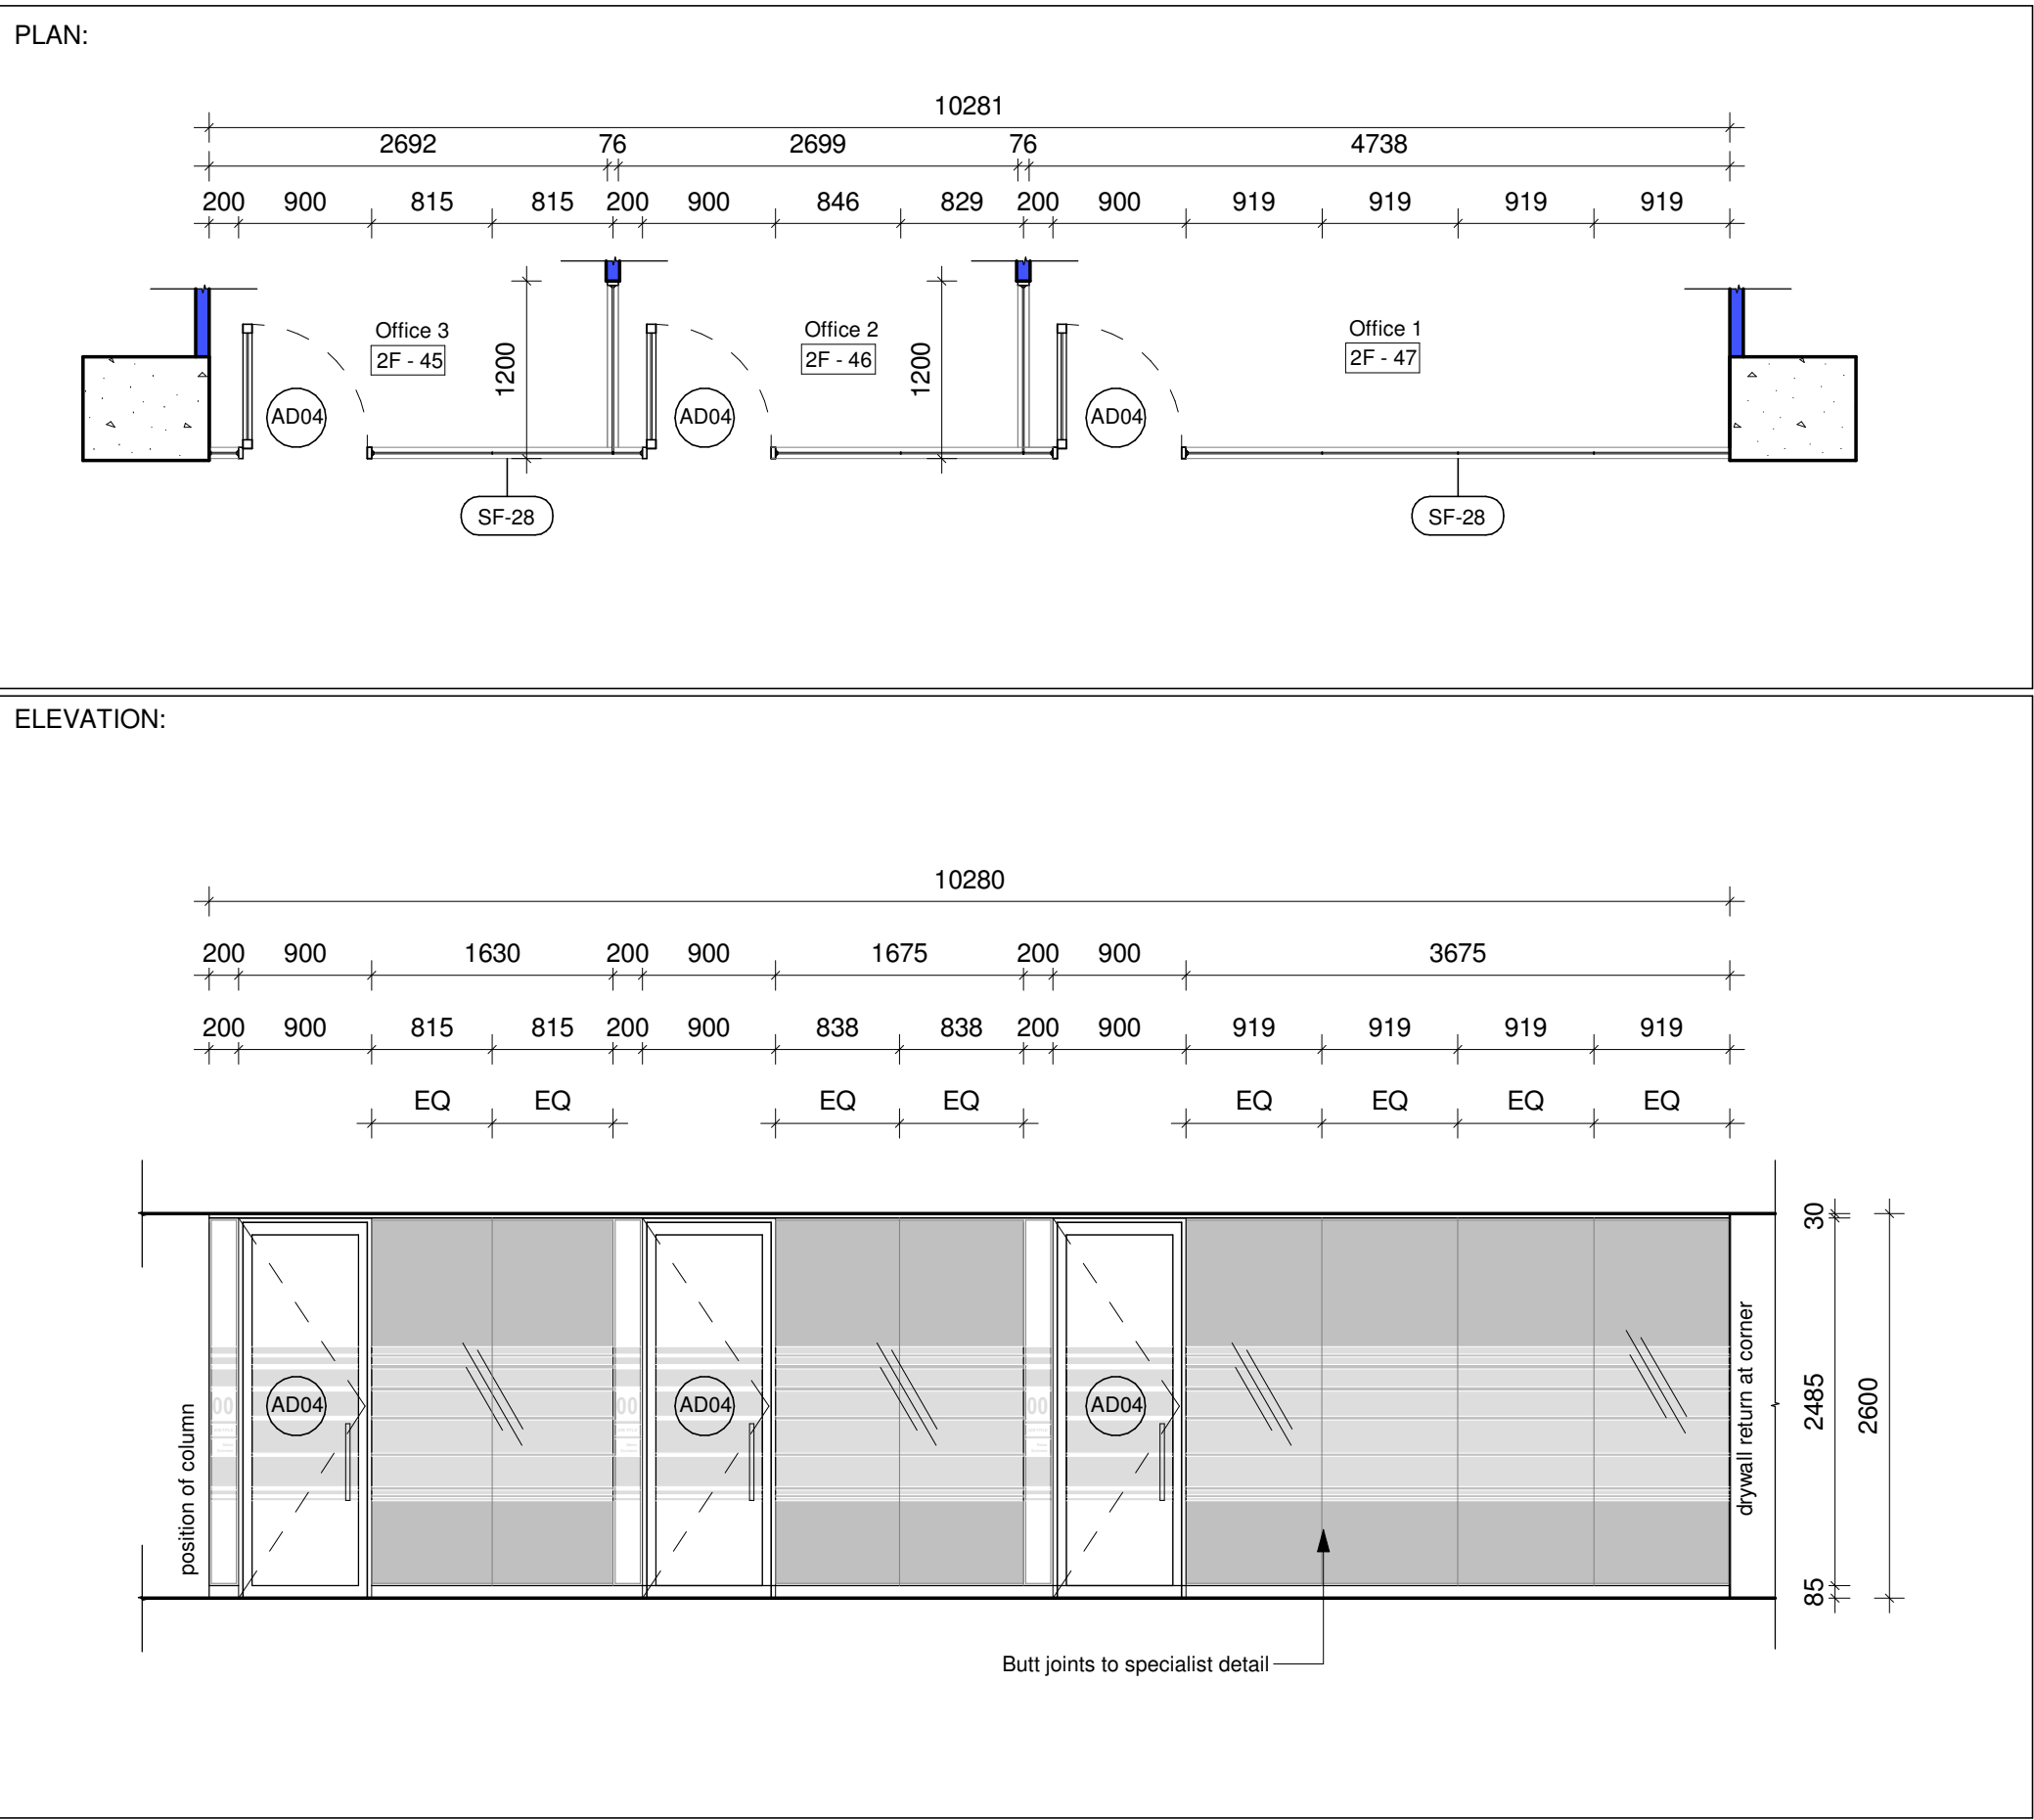 PLAN:
10281
2692 76 2699 76 4738
200 900 815 815 200 900 846 829 200 900 919 919 919 919
Office 3
2F - 45
Office 2
2F - 46
Office 1
2F - 47
1200
1200
AD04
AD04
AD04
SF-28
SF-28
ELEVATION:
10280
200 900 1630 200 900 1675 200 900 3675
200 900 815 815 200 900 838 838 200 900 919 919 919 919
EQ EQ EQ EQ EQ EQ EQ EQ
position of column
00
AD04
00
AD04
00
AD04
drywall return at corner
30
2485
85
2600
Butt joints to specialist detail